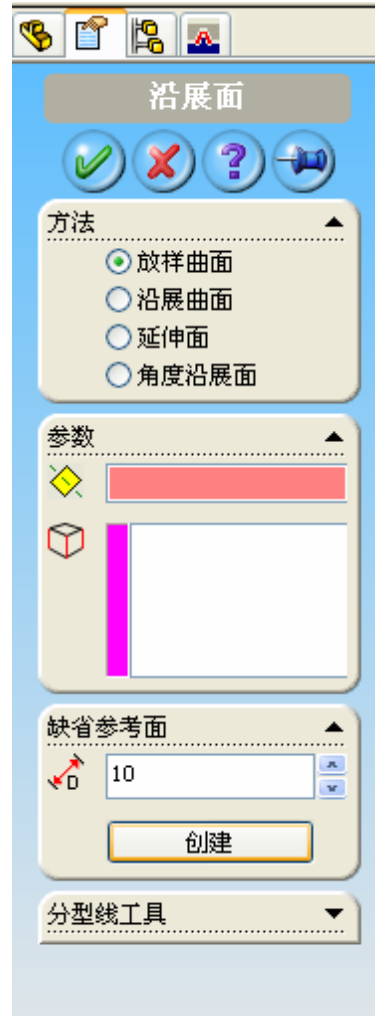 沿展面
?
方法
放样曲面
沿展曲面
延伸面
角度沿展面
参数
缺省参考面
D 10
创建
分型线工具